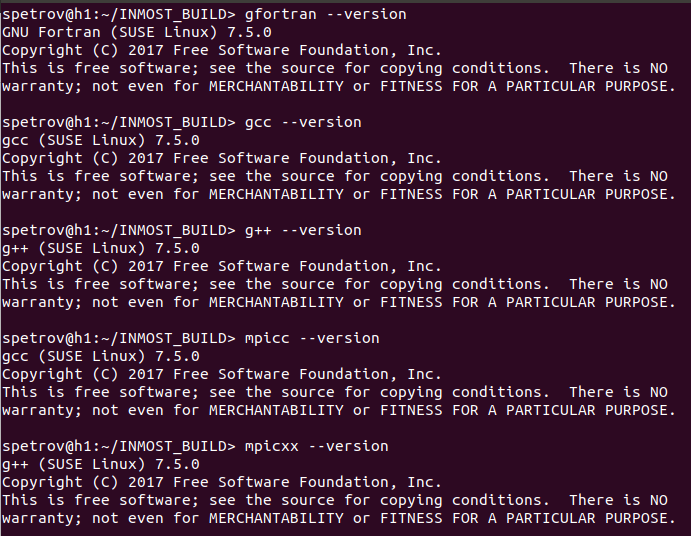 spetrov@h1:~/INMOST_BUILD> gfortran --version
GNU Fortran (SUSE Linux) 7.5.0
Copyright (C) 2017 Free Software Foundation, Inc.
This is free software; see the source for copying conditions.  There is NO
warranty; not even for MERCHANTABILITY or FITNESS FOR A PARTICULAR PURPOSE.

spetrov@h1:~/INMOST_BUILD> gcc --version
gcc (SUSE Linux) 7.5.0
Copyright (C) 2017 Free Software Foundation, Inc.
This is free software; see the source for copying conditions.  There is NO
warranty; not even for MERCHANTABILITY or FITNESS FOR A PARTICULAR PURPOSE.

spetrov@h1:~/INMOST_BUILD> g++ --version
g++ (SUSE Linux) 7.5.0
Copyright (C) 2017 Free Software Foundation, Inc.
This is free software; see the source for copying conditions.  There is NO
warranty; not even for MERCHANTABILITY or FITNESS FOR A PARTICULAR PURPOSE.

spetrov@h1:~/INMOST_BUILD> mpicc --version
gcc (SUSE Linux) 7.5.0
Copyright (C) 2017 Free Software Foundation, Inc.
This is free software; see the source for copying conditions.  There is NO
warranty; not even for MERCHANTABILITY or FITNESS FOR A PARTICULAR PURPOSE.

spetrov@h1:~/INMOST_BUILD> mpicxx --version
g++ (SUSE Linux) 7.5.0
Copyright (C) 2017 Free Software Foundation, Inc.
This is free software; see the source for copying conditions.  There is NO
warranty; not even for MERCHANTABILITY or FITNESS FOR A PARTICULAR PURPOSE.